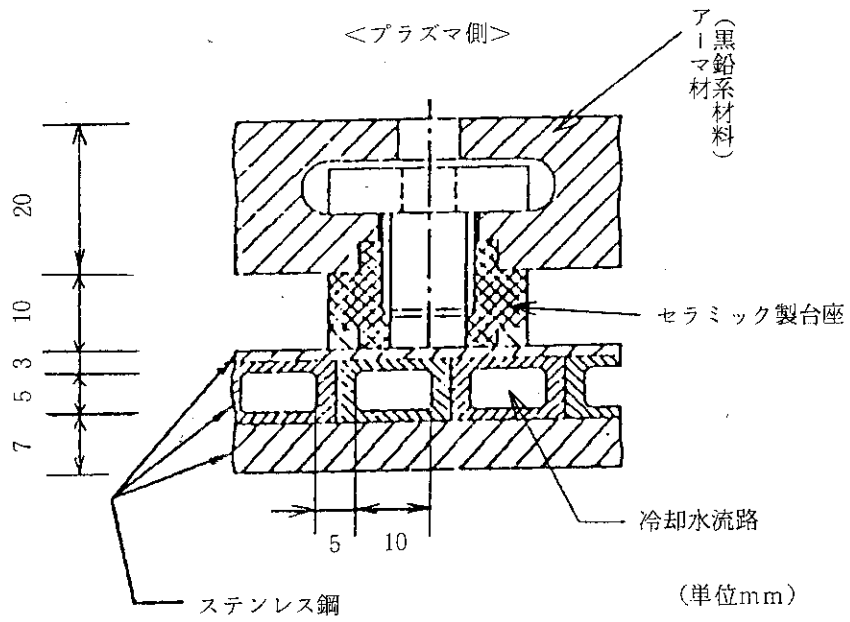 <プラズマ側>
アーマ材
(黒鉛系材料)
20
10
3
5
7
セラミック製台座
冷却水流路
5
10
ステンレス鋼
(単位mm)